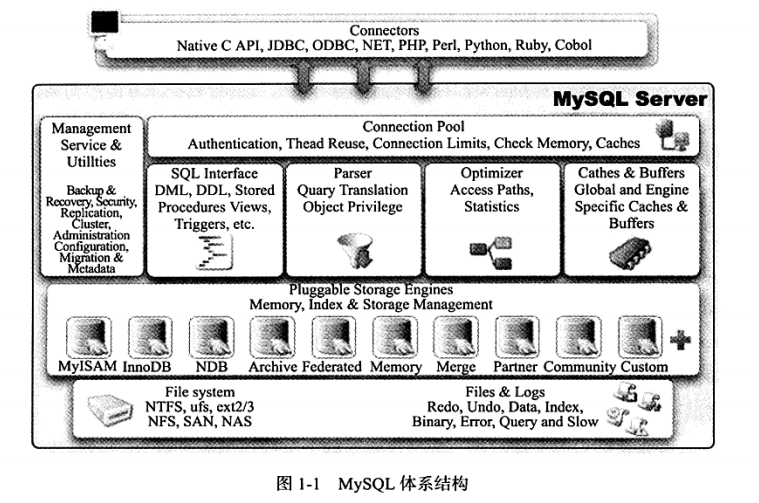 Connectors
Native C API, JDBC, ODBC, NET, PHP, Perl, Python, Ruby, Cobol
MySQL Server
Management
Service &
Utillties
Backup &
Recovery, Security,
Replication,
Cluster,
Administration
Configuration,
Migration &
Metadata
Connection Pool
Authentication, Thead Reuse, Connection Limits, Check Memory, Caches
SQL Interface
DML, DDL, Stored
Procedures Views,
Triggers, etc.
Parser
Quary Translation
Object Privilege
Optimizer
Access Paths,
Statistics
Cathes & Buffers
Global and Engine
Specific Caches &
Buffers
Pluggable Storage Engines
Memory, Index & Storage Management
MyISAM InnoDB NDB Archive Federated Memory Merge Partner Community Custom
File system
NTFS, ufs, ext2/3
NFS, SAN, NAS
Files & Logs
Redo, Undo, Data, Index,
Binary, Error, Query and Slow
图 1-1 MySQL 体系结构